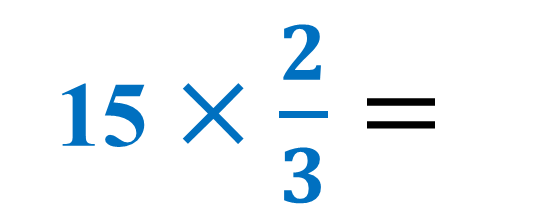 15 × 2/3 =